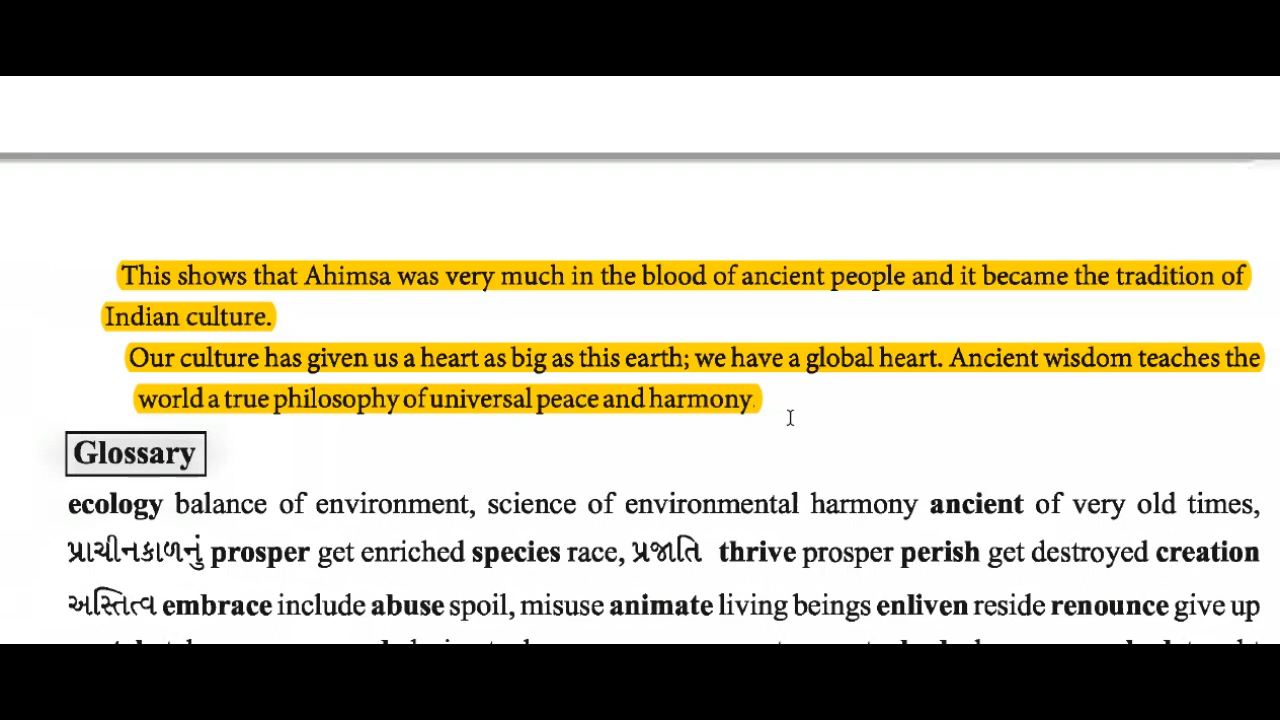 This shows that Ahimsa was very much in the blood of ancient people and it became the tradition of
Indian culture.
Our culture has given us a heart as big as this earth; we have a global heart. Ancient wisdom teaches the
world a true philosophy of universal peace and harmony.
Glossary
ecology balance of environment, science of environmental harmony ancient of very old times,
પ્રાચીનકાળનું prosper get enriched species race, પ્રજાતિ thrive prosper perish get destroyed creation
અસ્તિત્વ embrace include abuse spoil, misuse animate living beings enliven reside renounce give up